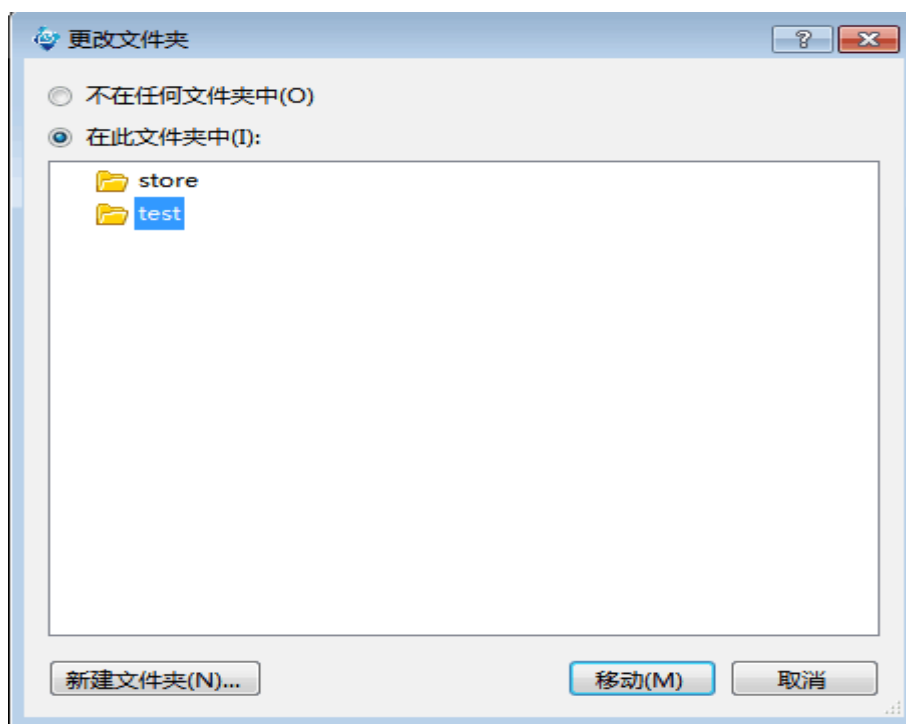 更改文件夹
不在任何文件夹中(O)
在此文件夹中(I):
store
test
新建文件夹(N)... 移动(M) 取消